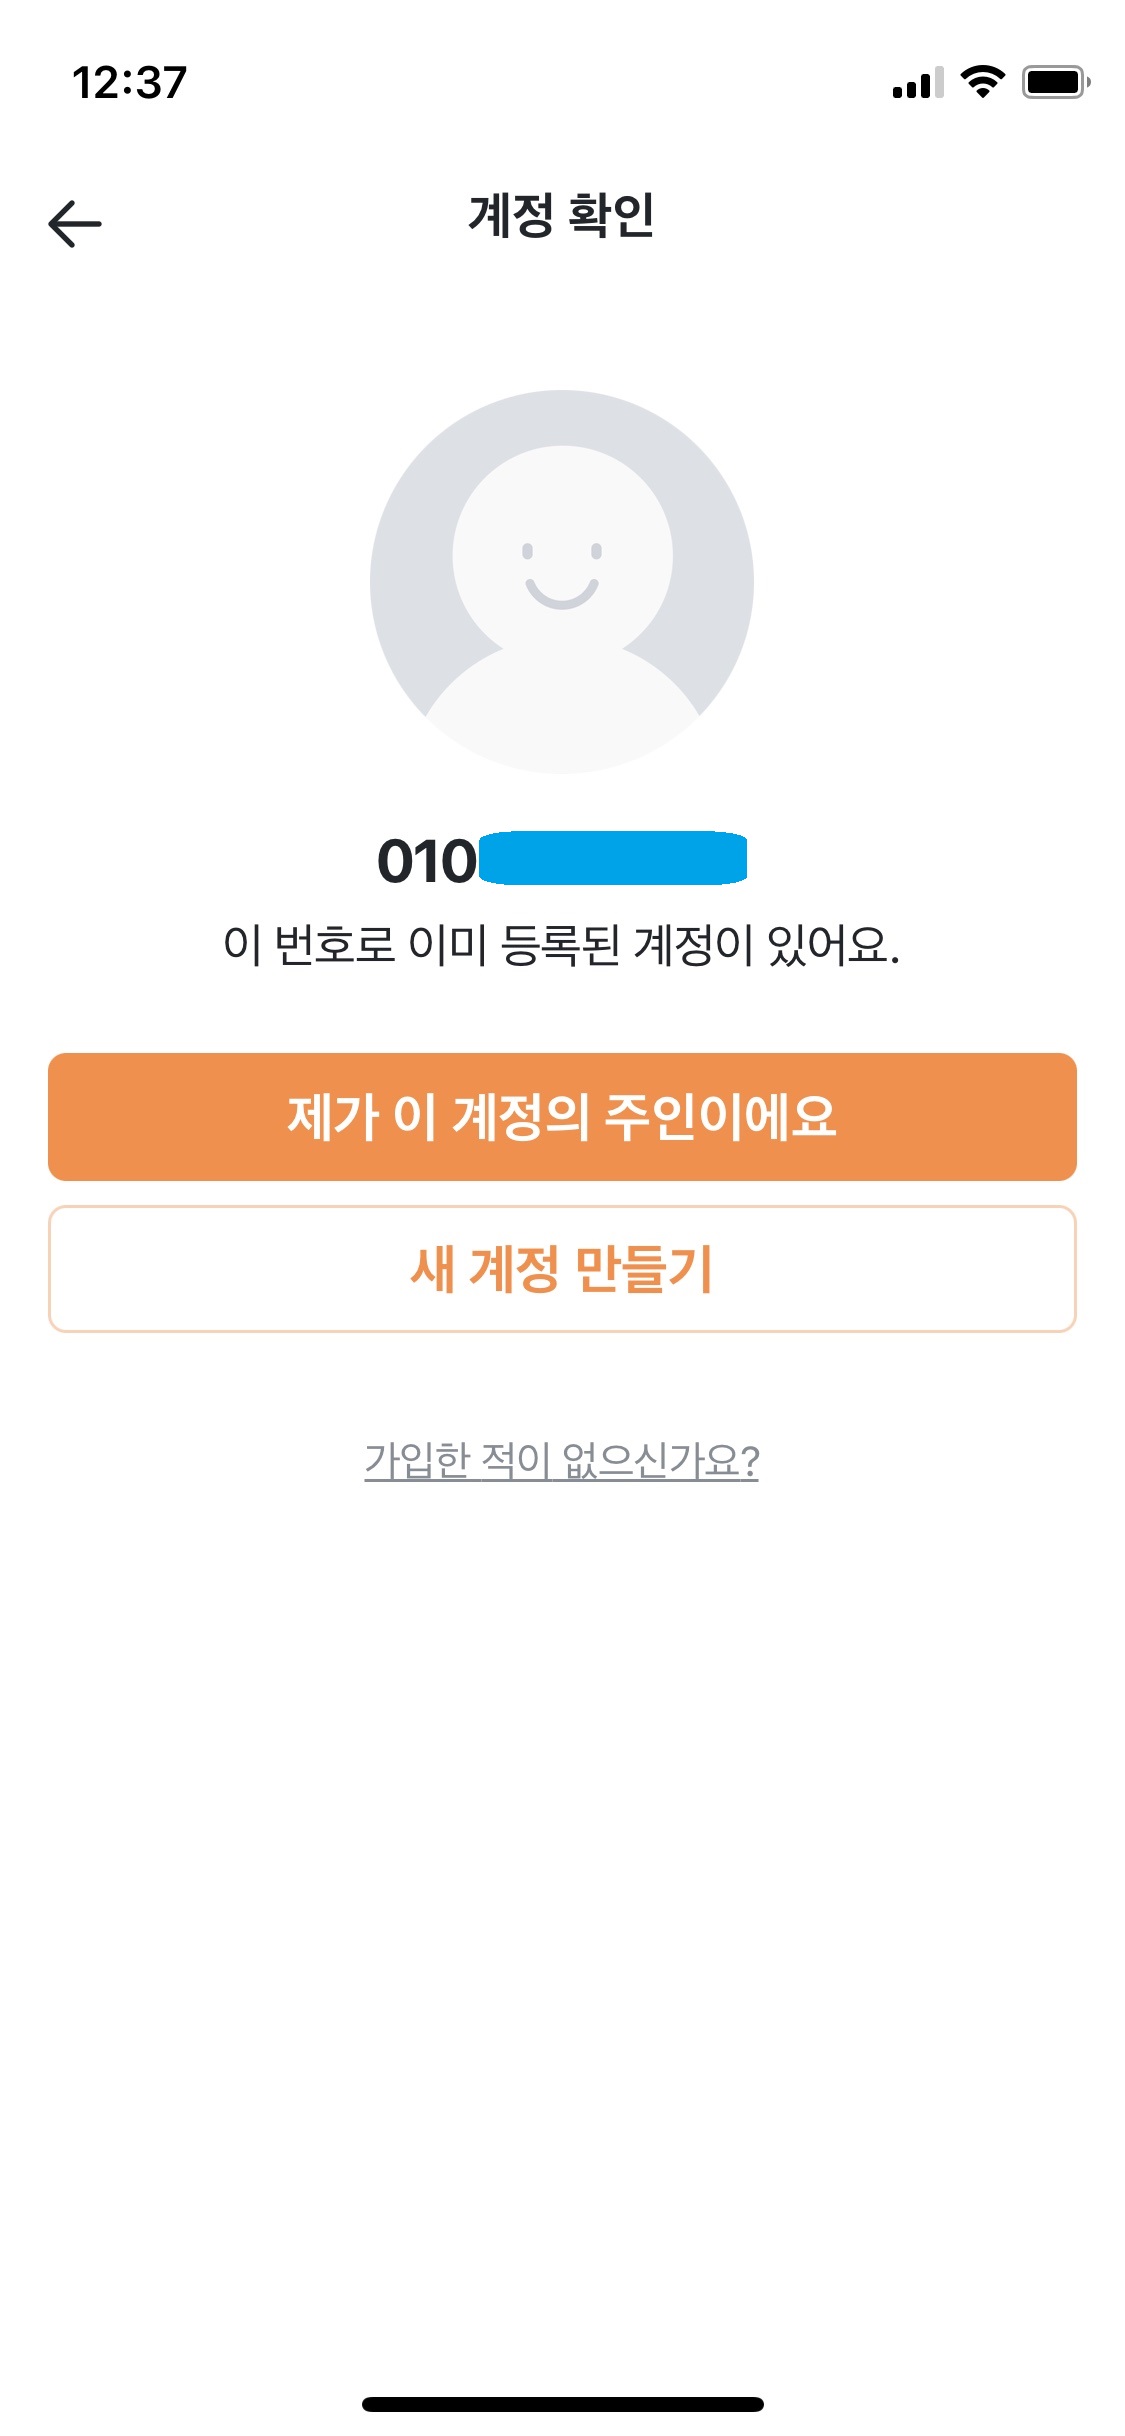 12:37
계정 확인
010
이 번호로 이미 등록된 계정이 있어요.
제가 이 계정의 주인이에요
새 계정 만들기
가입한 적이 없으신가요?